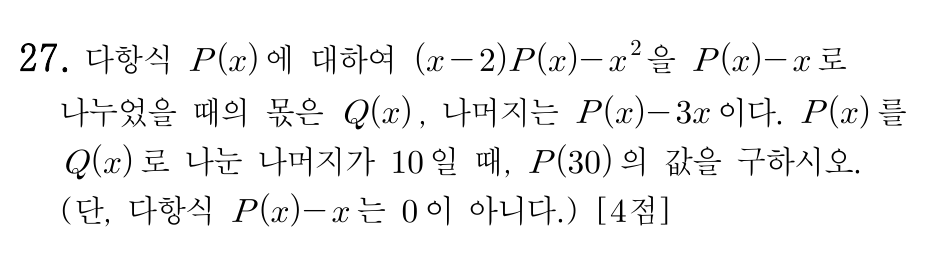 27. 다항식 P(x)에 대하여 (x-2)P(x)-x²을 P(x)-x로
나누었을 때의 몫은 Q(x), 나머지는 P(x)-3x이다. P(x)를
Q(x)로 나눈 나머지가 10일 때, P(30)의 값을 구하시오.
(단, 다항식 P(x)-x는 0이 아니다.) [4점]